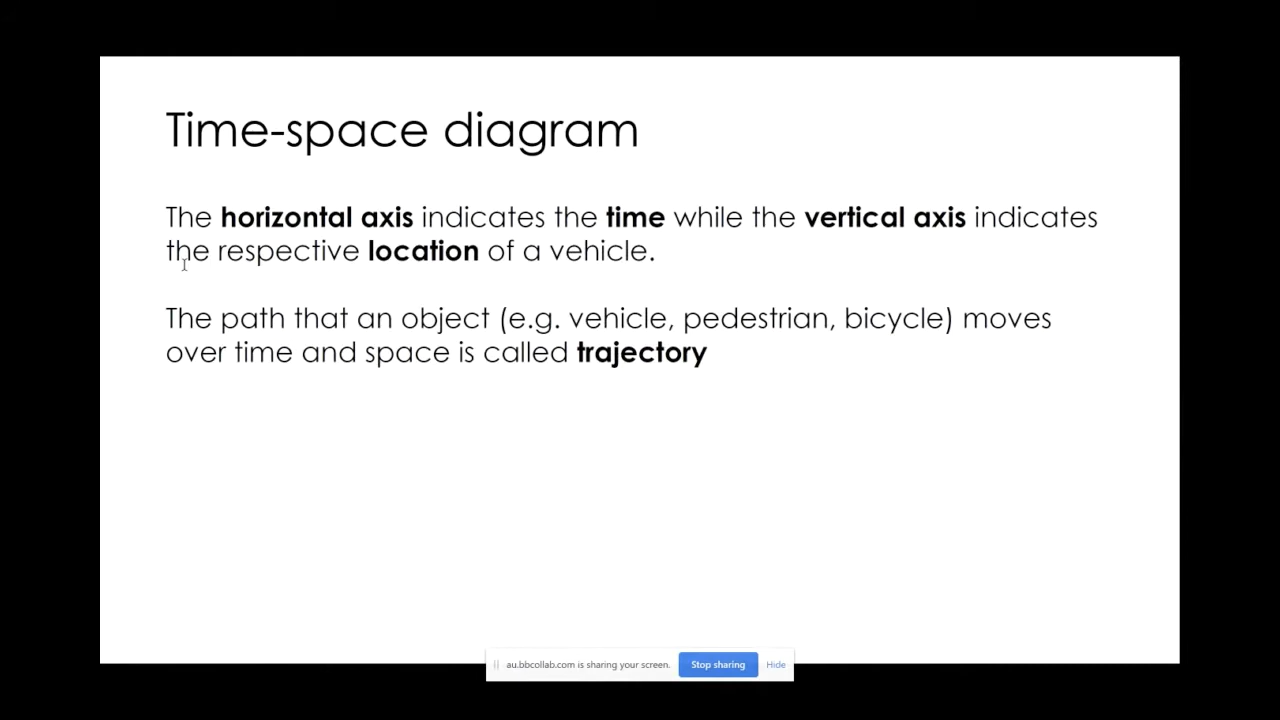 Time-space diagram
The horizontal axis indicates the time while the vertical axis indicates
the respective location of a vehicle.
The path that an object (e.g. vehicle, pedestrian, bicycle) moves
over time and space is called trajectory
au.bbcollab.com is sharing your screen. Stop sharing Hide